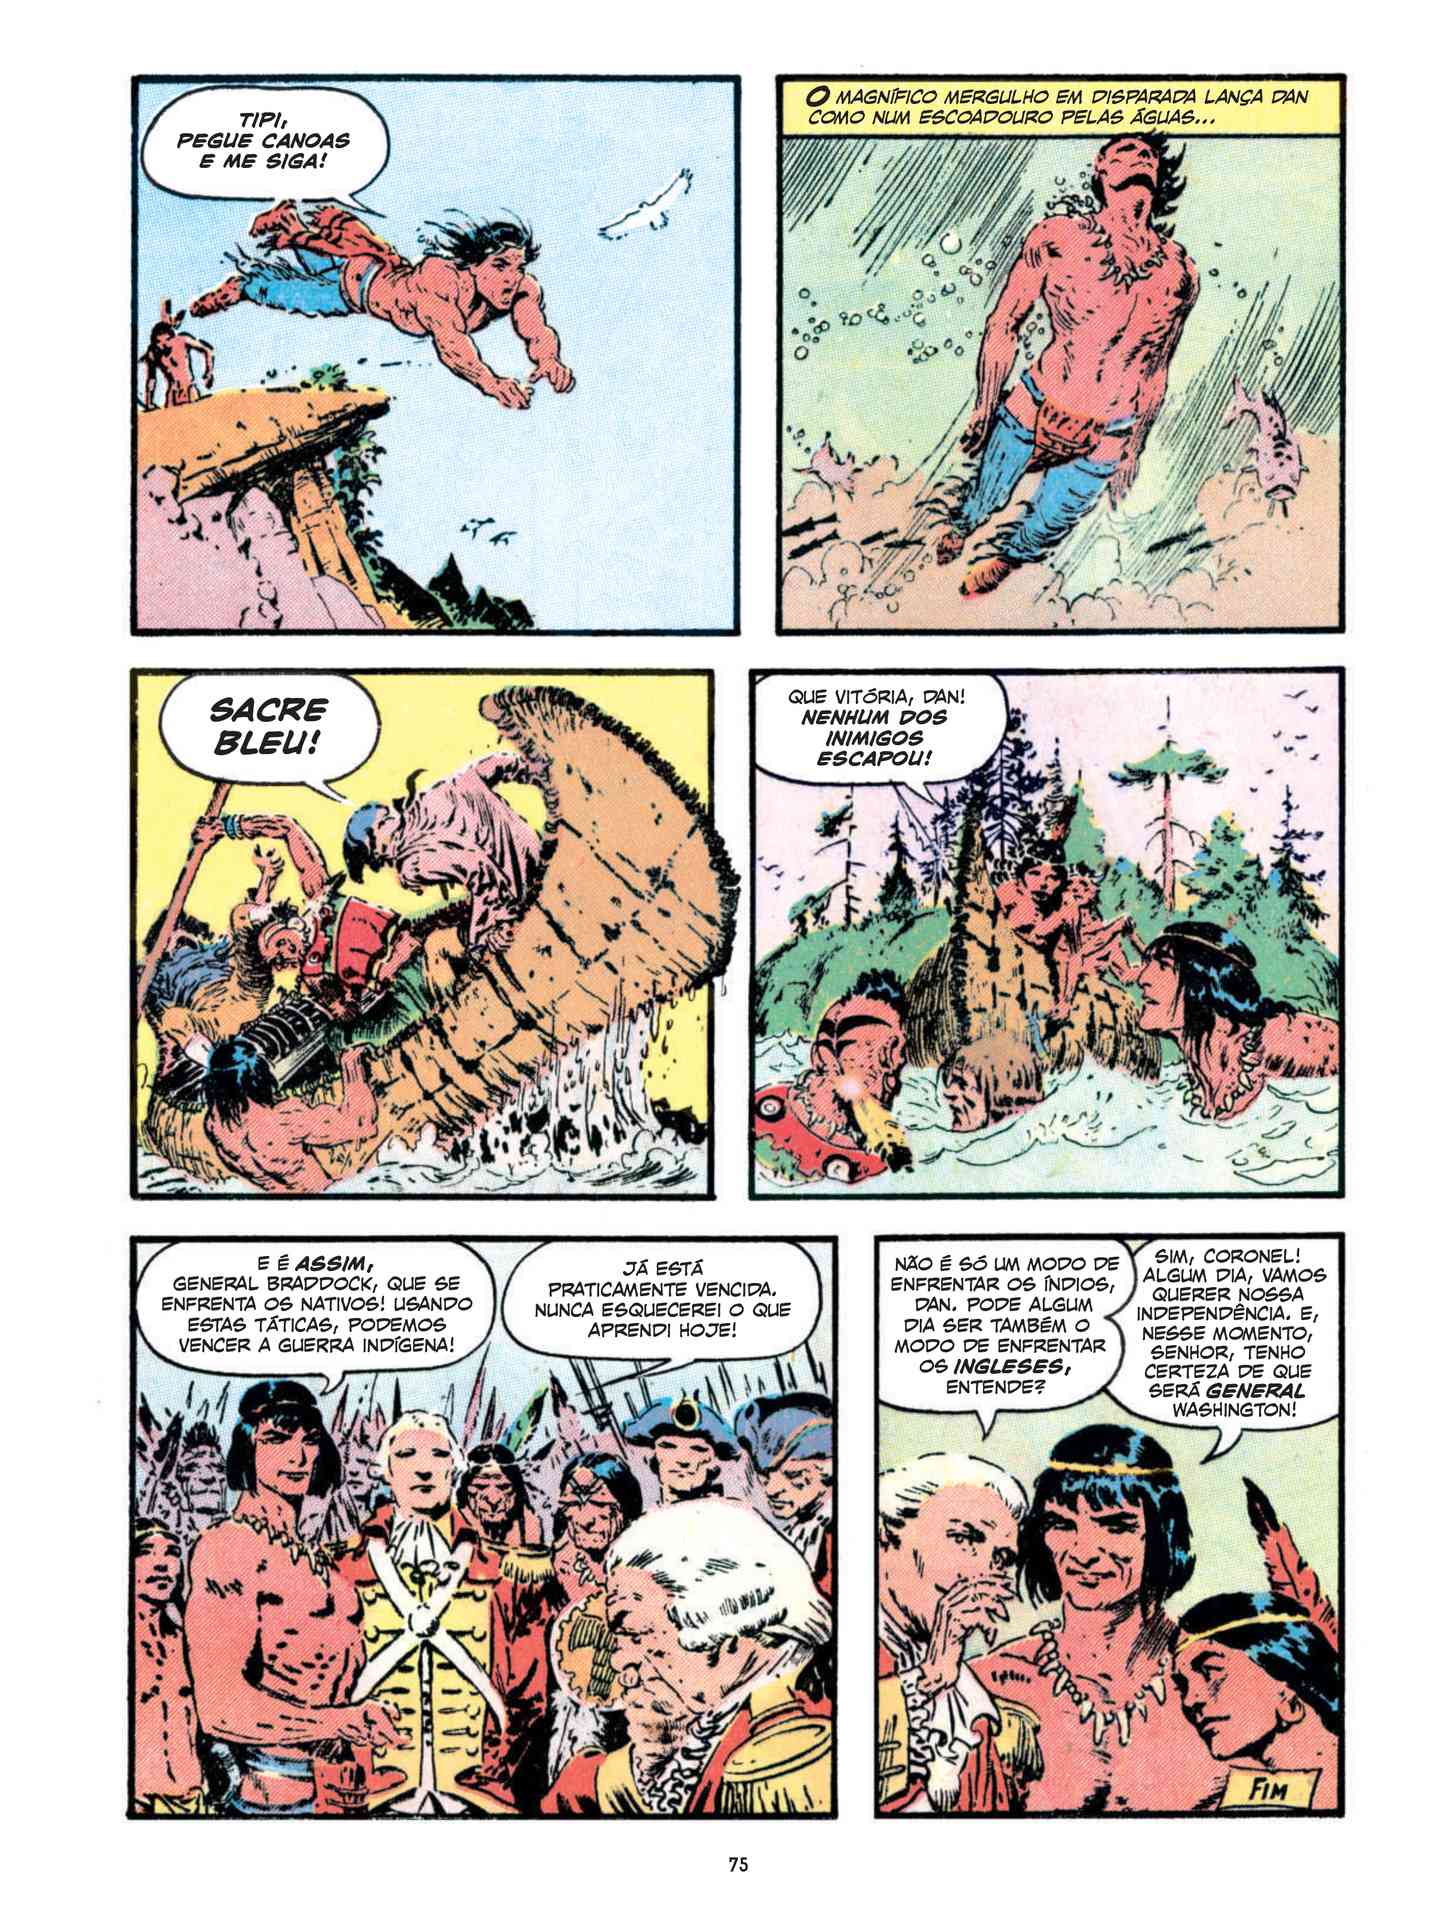 TIPI,
PEGUE CANOAS
E ME SIGA!
O MAGNÍFICO MERGULHO EM DISPARADA LANÇA DAN
COMO NUM ESCOADOURO PELAS ÁGUAS...
SACRE
BLEU!
QUE VITÓRIA, DAN!
NENHUM DOS
INIMIGOS
ESCAPOU!
E É ASSIM,
GENERAL BRADDOCK, QUE SE
ENFRENTA OS NATIVOS! USANDO
ESTAS TÁTICAS, PODEMOS
VENCER A GUERRA INDÍGENA!
JÁ ESTÁ
PRATICAMENTE VENCIDA.
NUNCA ESQUECEREI O QUE
APRENDI HOJE!
NÃO É SÓ UM MODO DE
ENFRENTAR OS ÍNDIOS,
DAN. PODE ALGUM
DIA SER TAMBÉM O
MODO DE ENFRENTAR
OS INGLESES,
ENTENDE?
SIM, CORONEL!
ALGUM DIA, VAMOS
QUERER NOSSA
INDEPENDÊNCIA. E,
NESSE MOMENTO,
SENHOR, TENHO
CERTEZA DE QUE
SERÁ GENERAL
WASHINGTON!
FIM
75